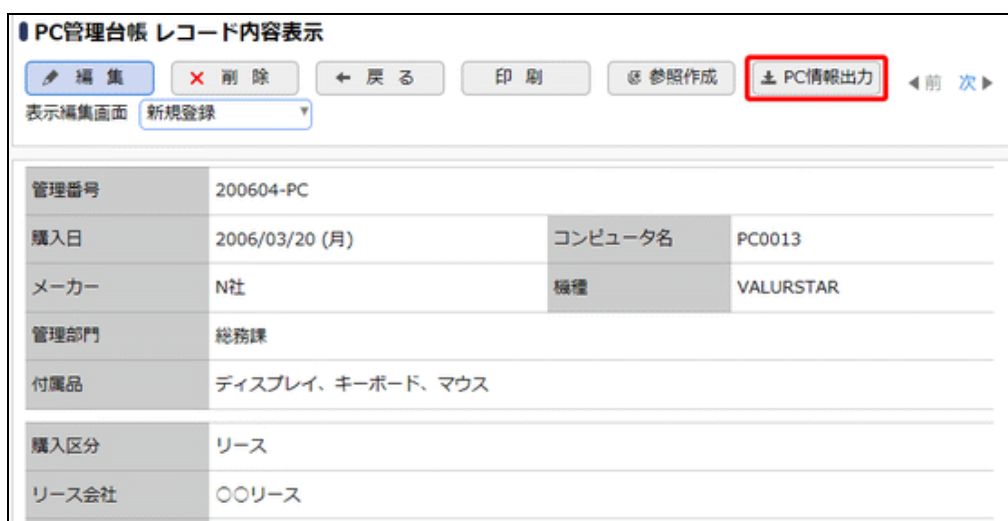 PC管理台帳 レコード内容表示
編 集 削 除 戻 る 印 刷 参照作成 PC情報出力 前 次
表示編集画面 新規登録
管理番号 200604-PC
購入日 2006/03/20 (月) コンピュータ名 PC0013
メーカー N社 機種 VALURSTAR
管理部門 総務課
付属品 ディスプレイ、キーボード、マウス
購入区分 リース
リース会社 〇〇リース